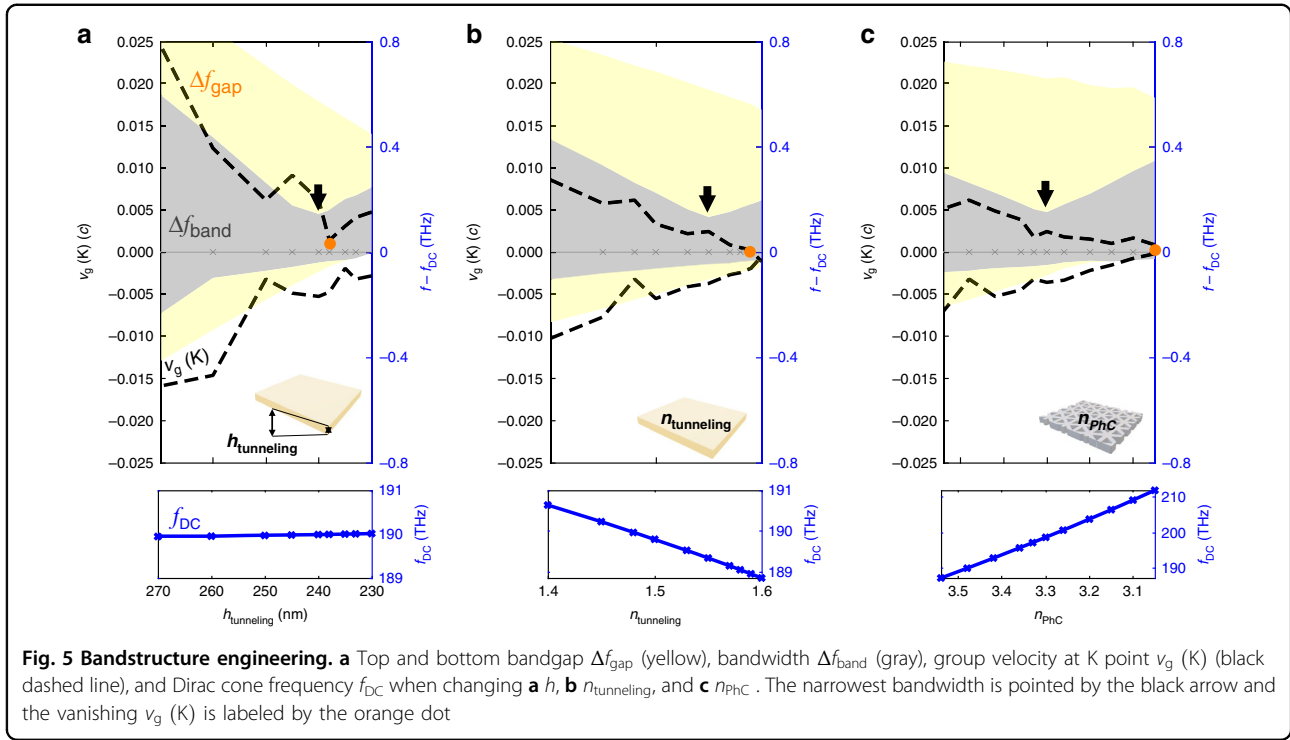 a
b
c
0.025
0.020
0.015
0.010
0.005
0.000
−0.005
−0.010
−0.015
−0.020
−0.025
v_g (K) (c)
Δf_gap
Δf_band
v_g (K)
h_tunneling
0.8
0.4
0
−0.4
−0.8
f − f_DC (THz)
0.025
0.020
0.015
0.010
0.005
0.000
−0.005
−0.010
−0.015
−0.020
−0.025
v_g (K) (c)
n_tunneling
0.8
0.4
0
−0.4
−0.8
f − f_DC (THz)
0.025
0.020
0.015
0.010
0.005
0.000
−0.005
−0.010
−0.015
−0.020
−0.025
v_g (K) (c)
n_PhC
0.8
0.4
0
−0.4
−0.8
f − f_DC (THz)
f_DC
191
190
189
f_DC (THz)
270 260 250 240 230
h_tunneling (nm)
191
190
189
f_DC (THz)
1.4 1.5 1.6
n_tunneling
210
200
190
f_DC (THz)
3.5 3.4 3.3 3.2 3.1
n_PhC
Fig. 5 Bandstructure engineering. a Top and bottom bandgap Δf_gap (yellow), bandwidth Δf_band (gray), group velocity at K point v_g (K) (black
dashed line), and Dirac cone frequency f_DC when changing a h, b n_tunneling, and c n_PhC . The narrowest bandwidth is pointed by the black arrow and
the vanishing v_g (K) is labeled by the orange dot